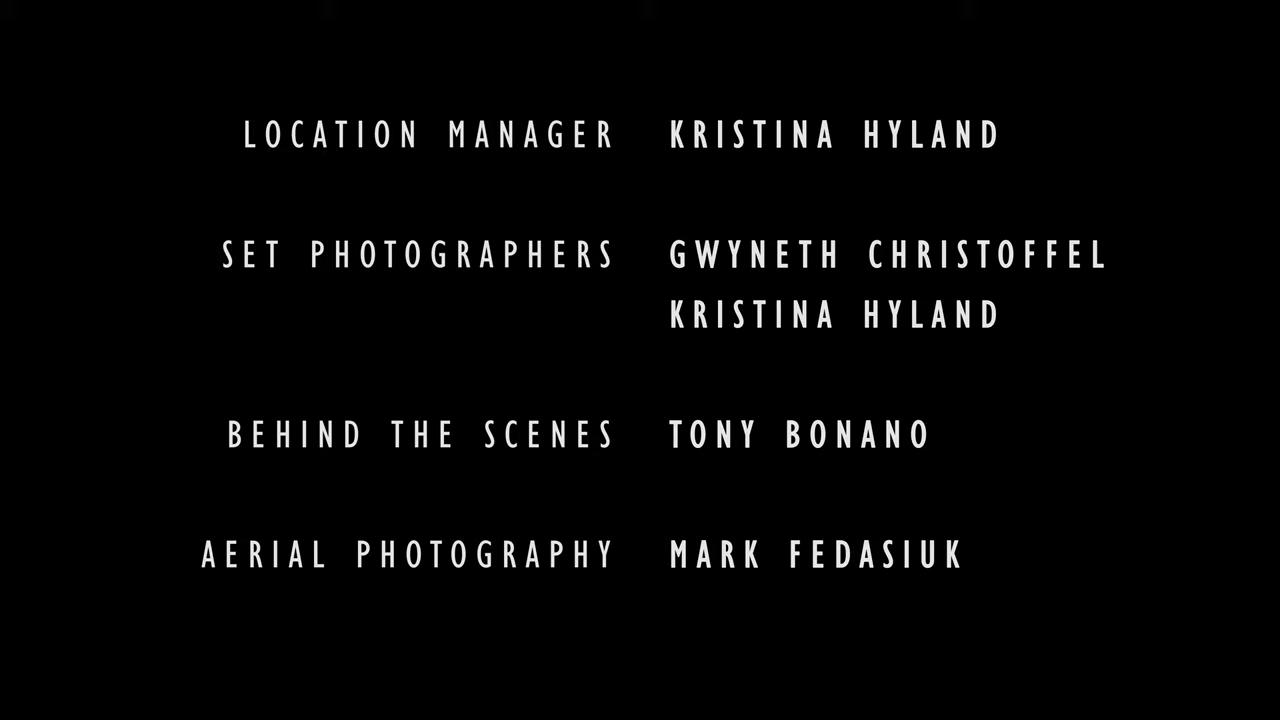 LOCATION MANAGER KRISTINA HYLAND
SET PHOTOGRAPHERS GWYNETH CHRISTOFFEL
KRISTINA HYLAND
BEHIND THE SCENES TONY BONANO
AERIAL PHOTOGRAPHY MARK FEDASIUK